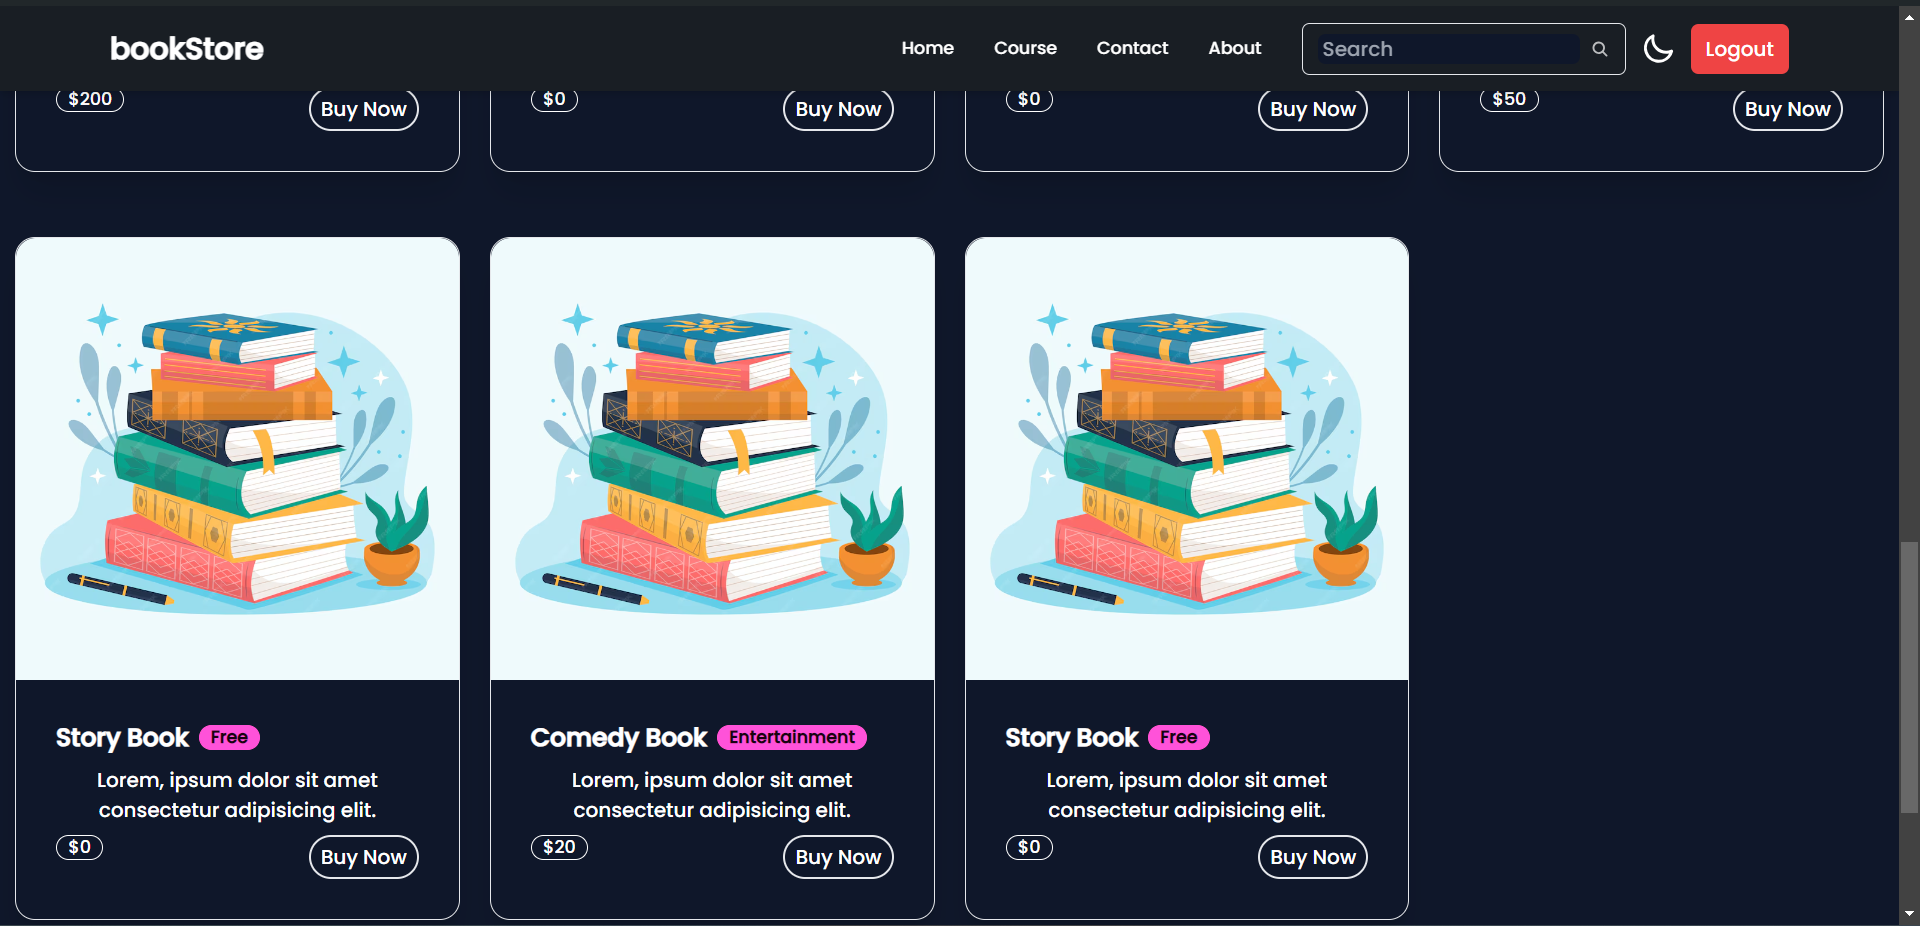 bookStore
Home Course Contact About Search Logout
$200 Buy Now $0 Buy Now $0 Buy Now $50 Buy Now
Story Book Free
Lorem, ipsum dolor sit amet
consectetur adipisicing elit.
$0 Buy Now
Comedy Book Entertainment
Lorem, ipsum dolor sit amet
consectetur adipisicing elit.
$20 Buy Now
Story Book Free
Lorem, ipsum dolor sit amet
consectetur adipisicing elit.
$0 Buy Now